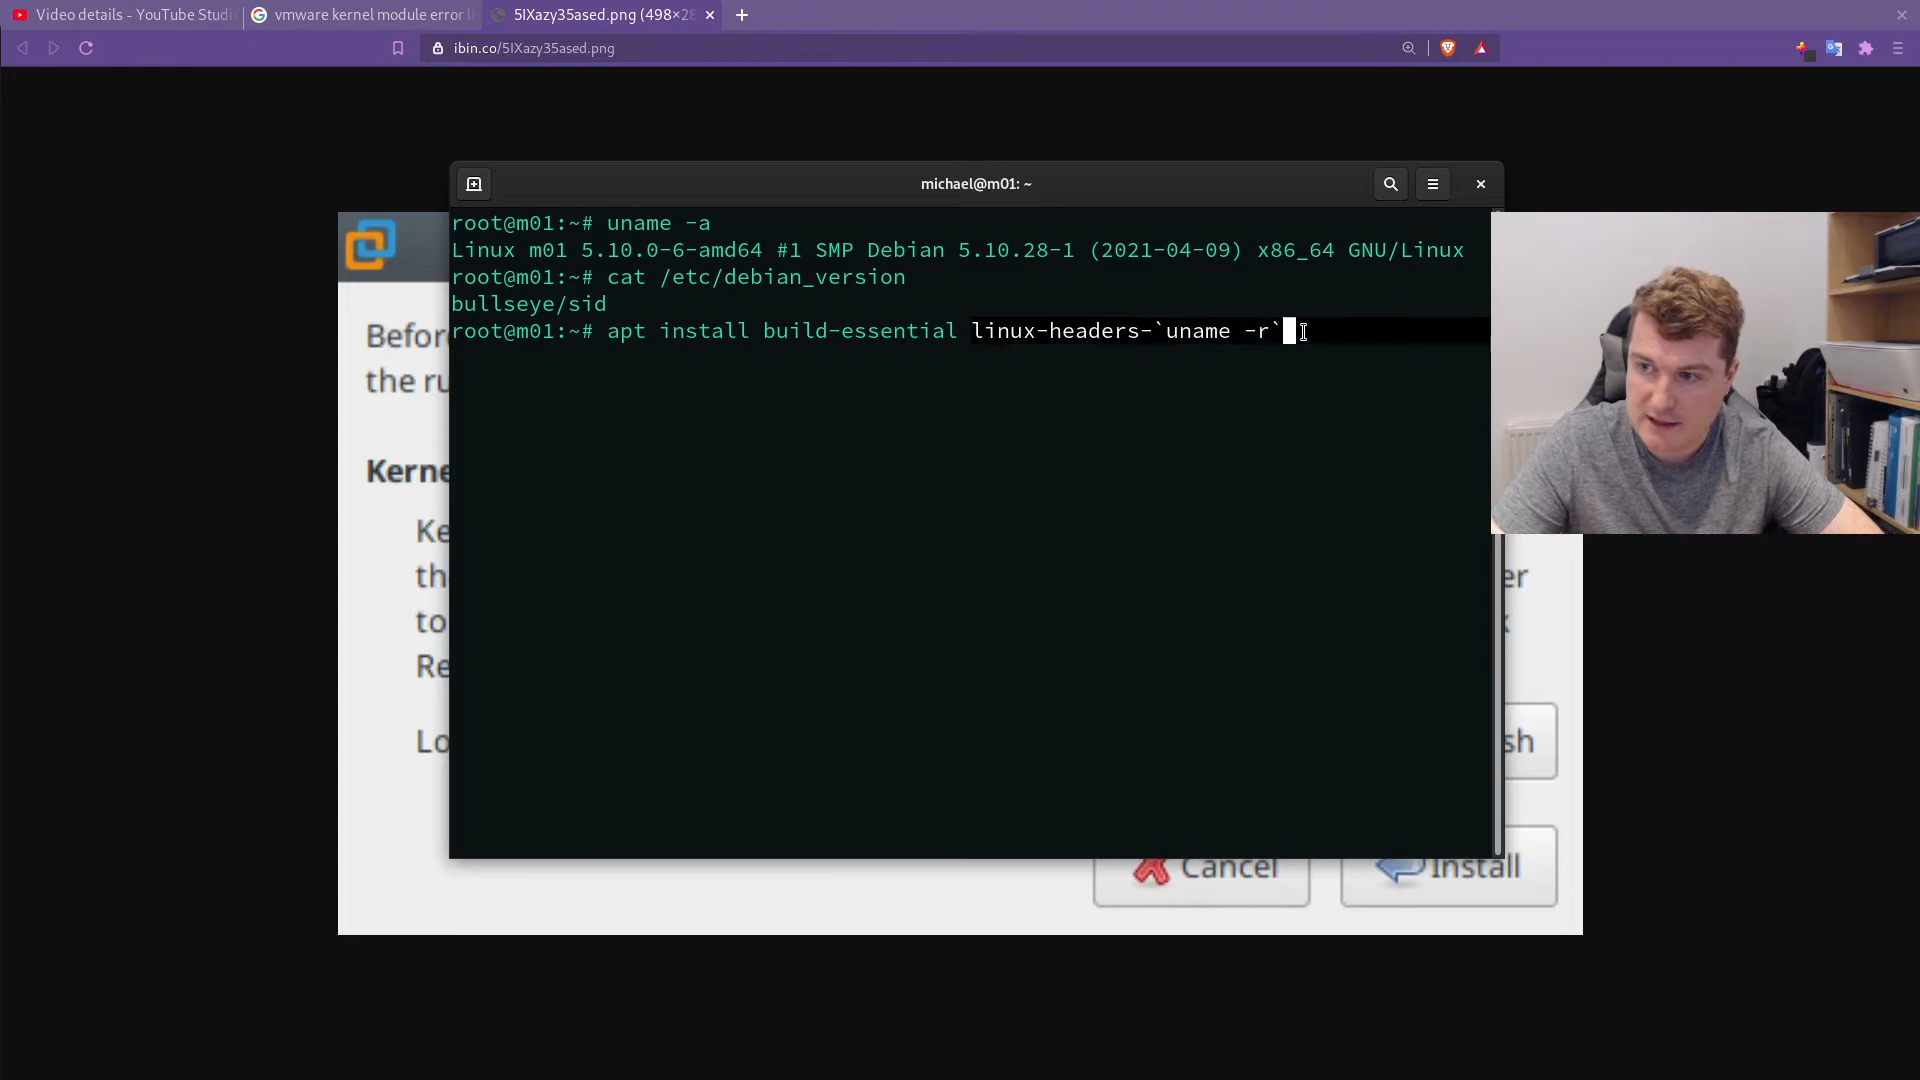 Video details - YouTube Studi
vmware kernel module error li
5IXazy35ased.png (498×28
ibin.co/5IXazy35ased.png
michael@m01: ~
root@m01:~# uname -a
Linux m01 5.10.0-6-amd64 #1 SMP Debian 5.10.28-1 (2021-04-09) x86_64 GNU/Linux
root@m01:~# cat /etc/debian_version
bullseye/sid
root@m01:~# apt install build-essential linux-headers-`uname -r`
Befor
the ru
Kerne
Ke
the er
to
Re
Lo sh
Cancel Install